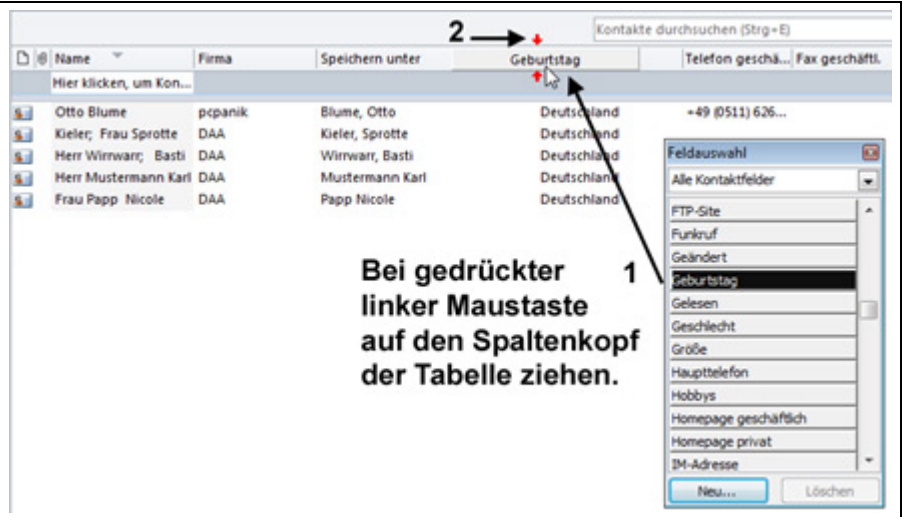 2
Kontakte durchsuchen (Strg+E)
Name Firma Speichern unter Geburtstag Telefon geschä... Fax geschäftl.
Hier klicken, um Kon...
Otto Blume pcpanik Blume, Otto Deutschland +49 (0511) 626...
Kieler; Frau Sprotte DAA Kieler, Sprotte Deutschland
Herr Wirrwarr; Basti DAA Wirrwarr, Basti Deutschland
Herr Mustermann Karl DAA Mustermann Karl Deutschland
Frau Papp Nicole DAA Papp Nicole Deutschland
Feldauswahl
Alle Kontaktfelder
FTP-Site
Funkruf
Geändert
Geburtstag
Gelesen
Geschlecht
Größe
Haupttelefon
Hobbys
Homepage geschäftlich
Homepage privat
IM-Adresse
Neu... Löschen
Bei gedrückter 1
linker Maustaste
auf den Spaltenkopf
der Tabelle ziehen.